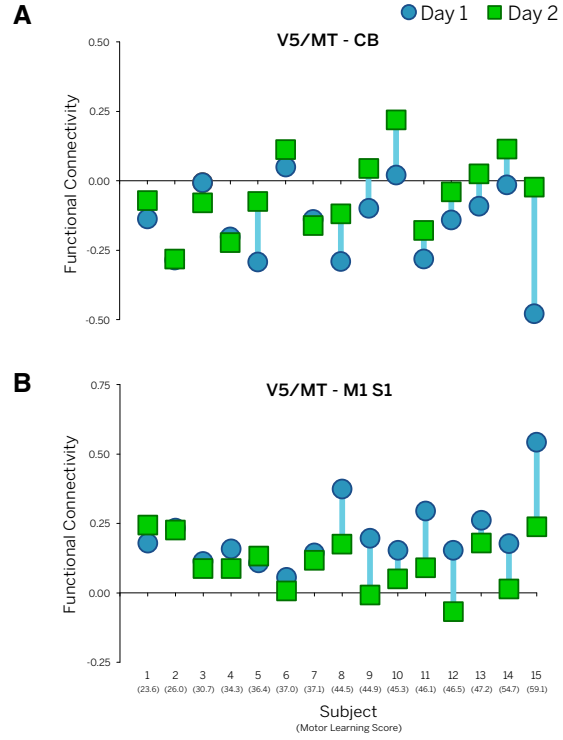 A
Day 1 Day 2
V5/MT - CB
Functional Connectivity
0.50
0.25
0.00
-0.25
-0.50
B
V5/MT - M1 S1
Functional Connectivity
0.75
0.50
0.25
0.00
-0.25
1 2 3 4 5 6 7 8 9 10 11 12 13 14 15
(23.6) (26.0) (30.7) (34.3) (36.4) (37.0) (37.1) (44.5) (44.9) (45.3) (46.1) (46.5) (47.2) (54.7) (59.1)
Subject
(Motor Learning Score)